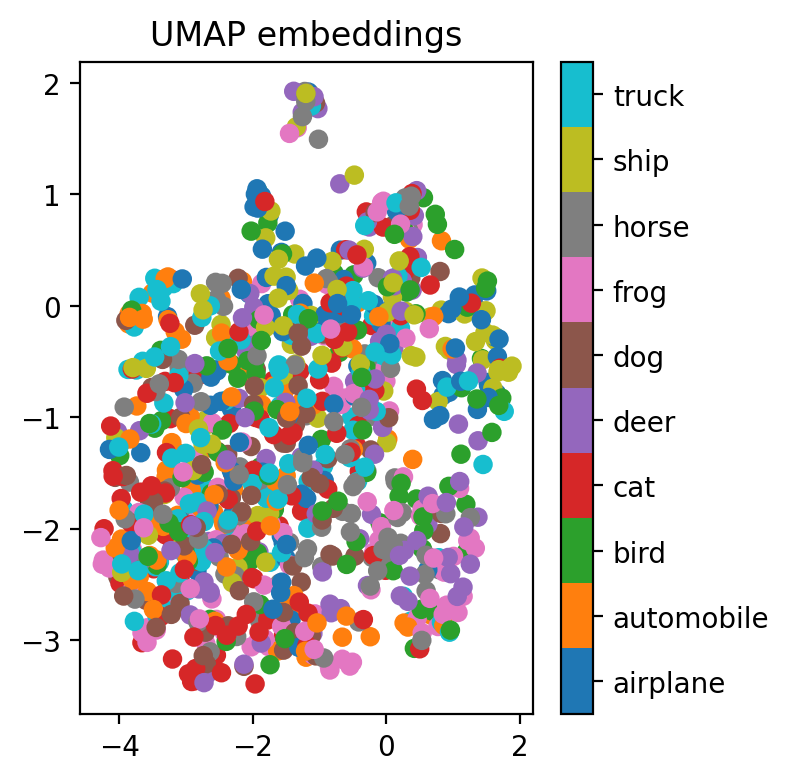 UMAP embeddings
2
1
0
−1
−2
−3
−4
−2
0
2
truck
ship
horse
frog
dog
deer
cat
bird
automobile
airplane